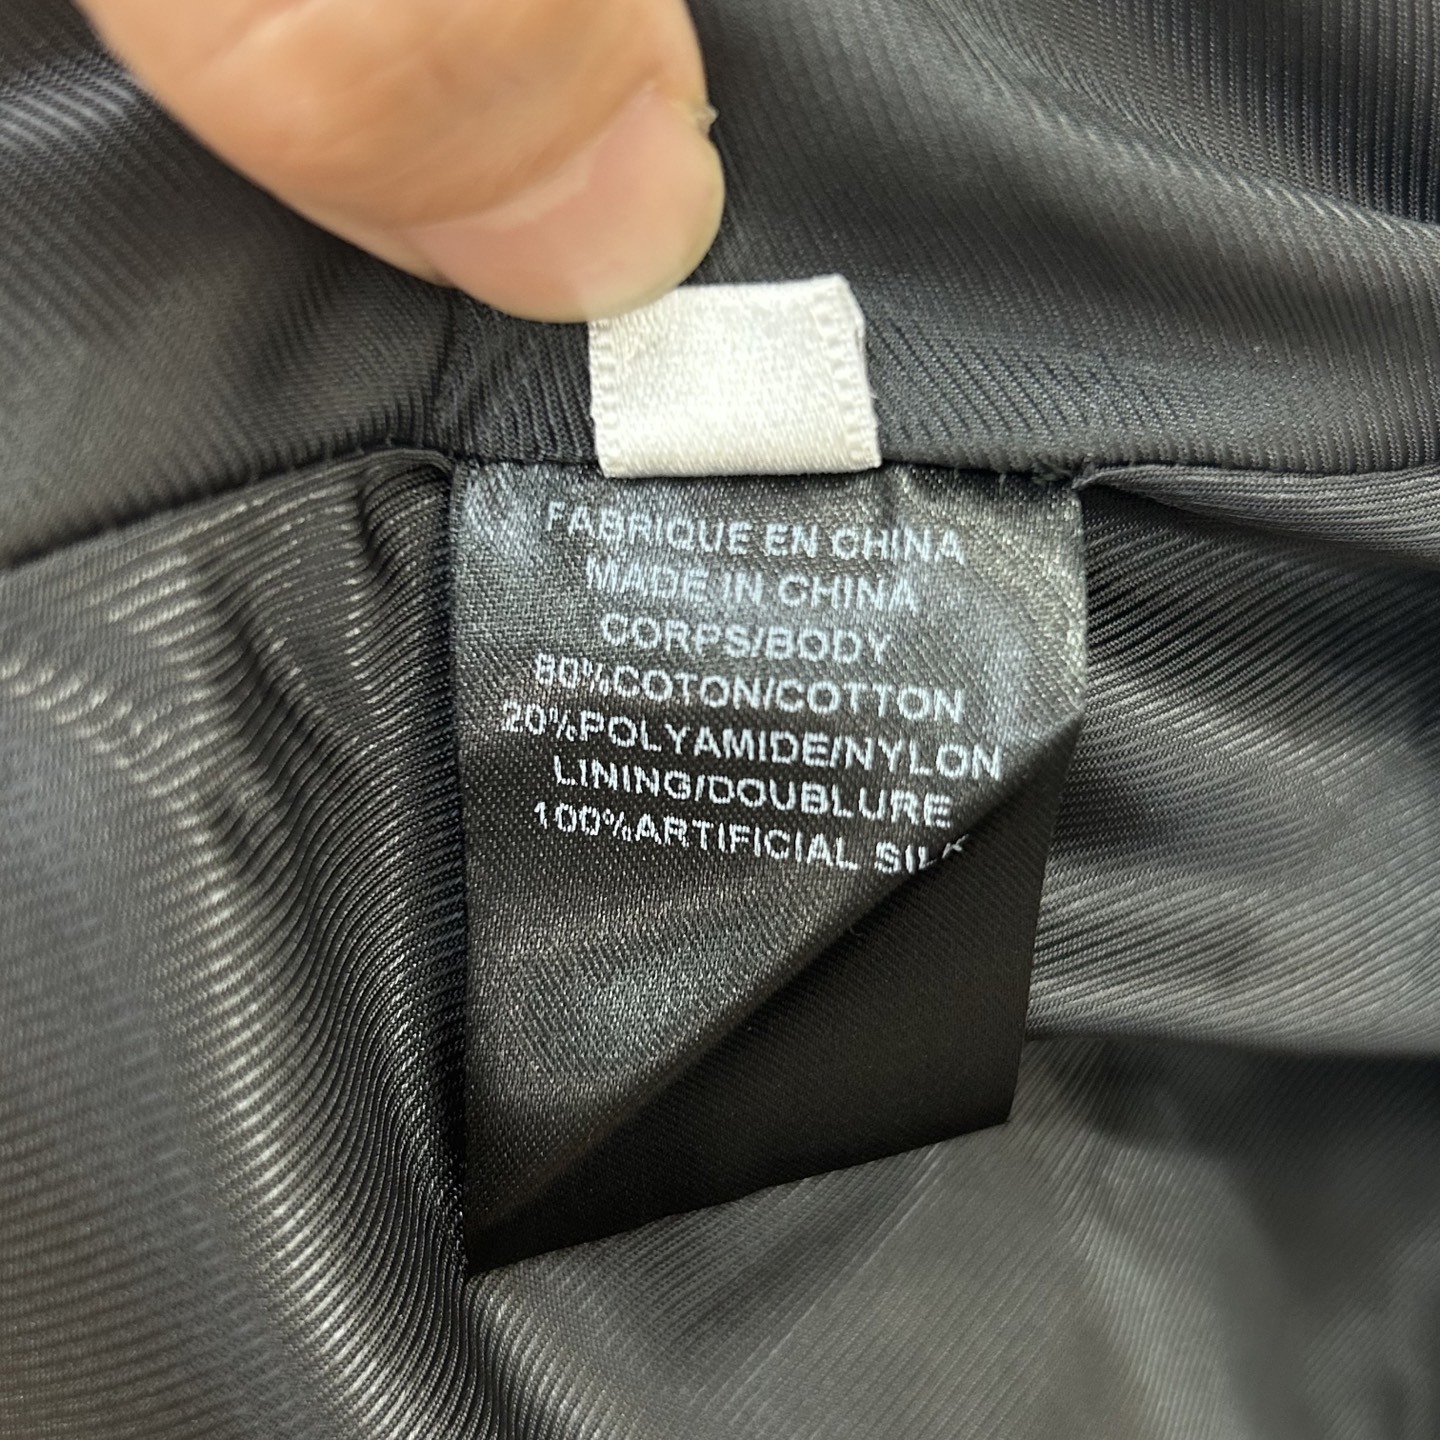 FABRIQUE EN CHINA
MADE IN CHINA
CORPS/BODY
80%COTON/COTTON
20%POLYAMIDE/NYLON
LINING/DOUBLURE
100%ARTIFICIAL SILK